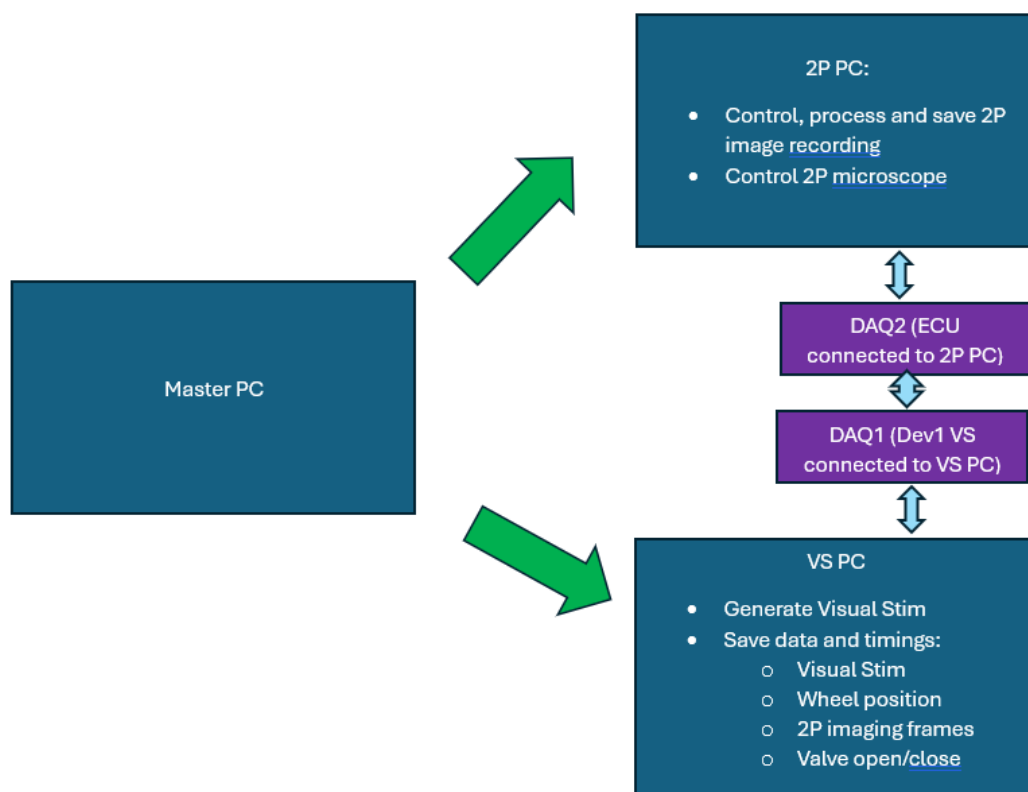 2P PC:
• Control, process and save 2P
image recording
• Control 2P microscope
Master PC
DAQ2 (ECU
connected to 2P PC)
DAQ1 (Dev1 VS
connected to VS PC)
VS PC
• Generate Visual Stim
• Save data and timings:
o Visual Stim
o Wheel position
o 2P imaging frames
o Valve open/close